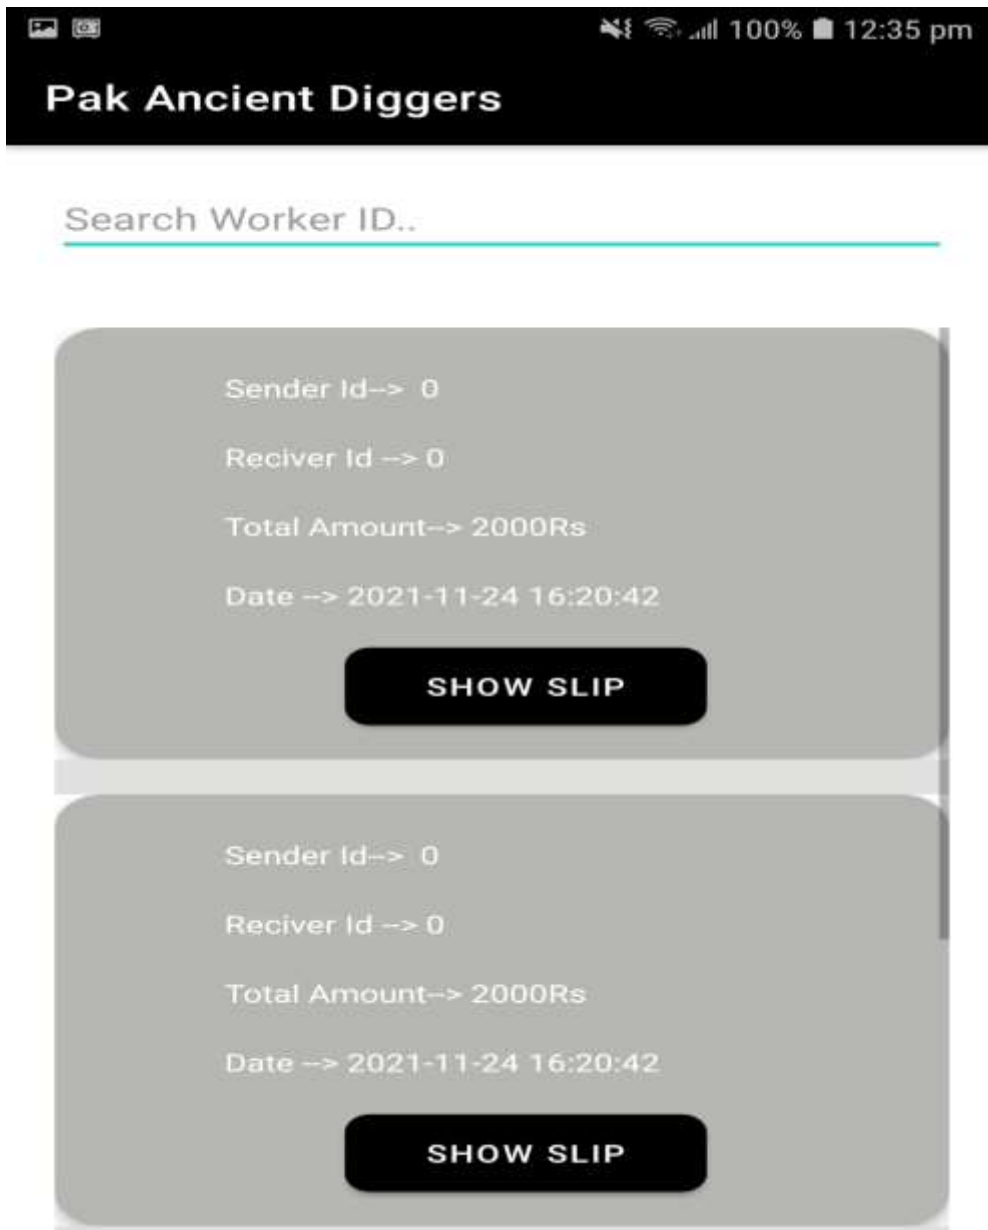 100% 12:35 pm
Pak Ancient Diggers
Search Worker ID..
Sender Id--> 0
Reciver Id --> 0
Total Amount--> 2000Rs
Date --> 2021-11-24 16:20:42
SHOW SLIP
Sender Id--> 0
Reciver Id --> 0
Total Amount--> 2000Rs
Date --> 2021-11-24 16:20:42
SHOW SLIP